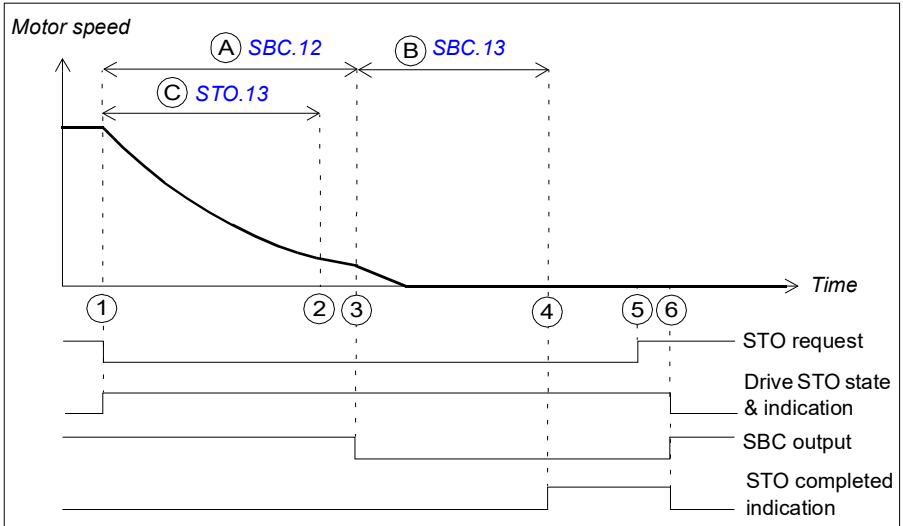 Motor speed
A SBC.12
B SBC.13
C STO.13
Time
1 2 3 4 5 6
STO request
Drive STO state
& indication
SBC output
STO completed
indication